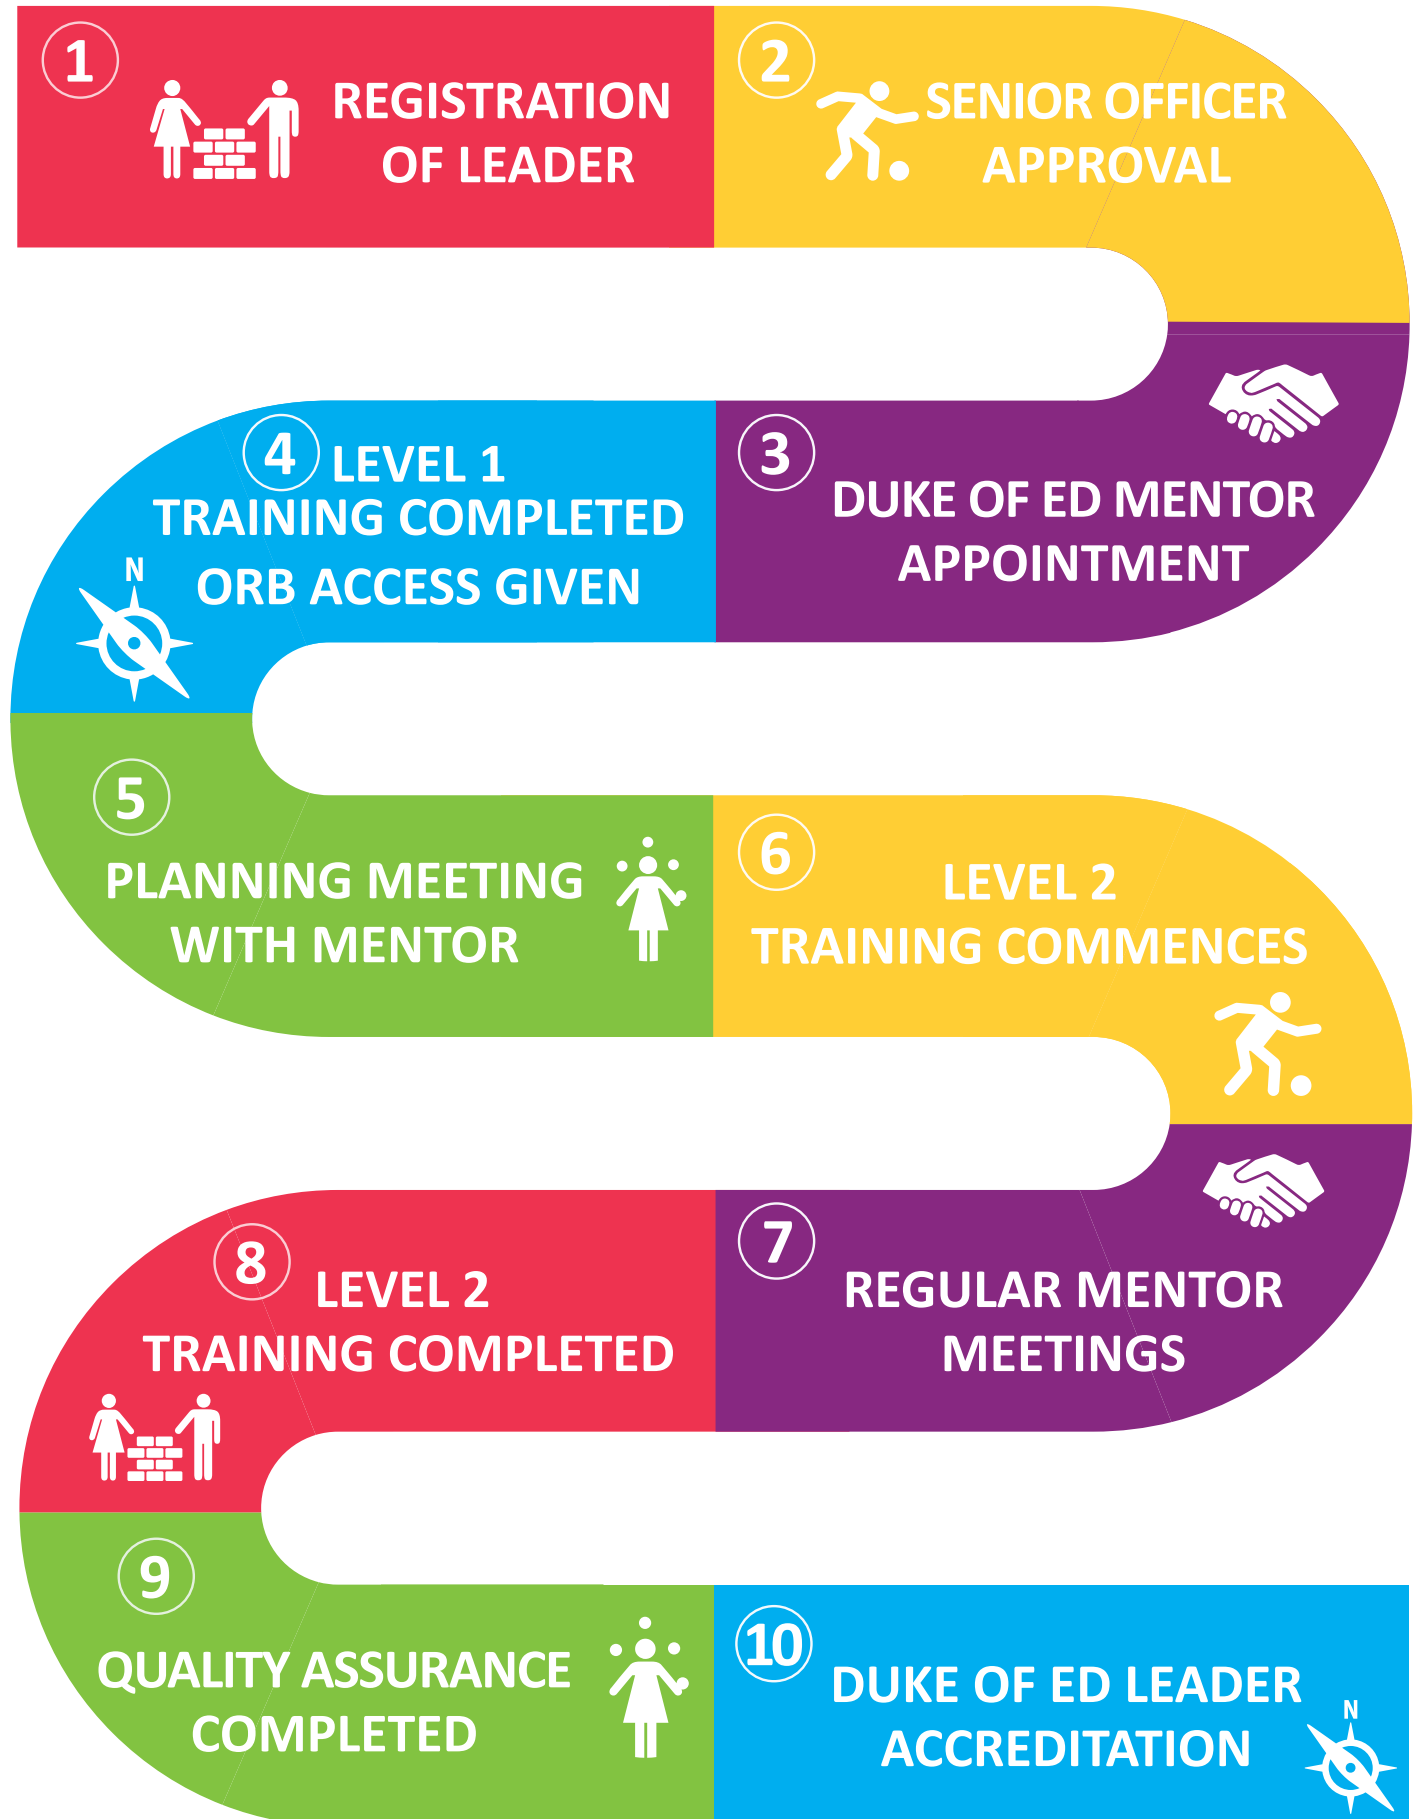 1
REGISTRATION
OF LEADER
2
SENIOR OFFICER
APPROVAL
3
DUKE OF ED MENTOR
APPOINTMENT
4
LEVEL 1
TRAINING COMPLETED
ORB ACCESS GIVEN
N
5
PLANNING MEETING
WITH MENTOR
6
LEVEL 2
TRAINING COMMENCES
7
REGULAR MENTOR
MEETINGS
8
LEVEL 2
TRAINING COMPLETED
9
QUALITY ASSURANCE
COMPLETED
10
DUKE OF ED LEADER
ACCREDITATION
N